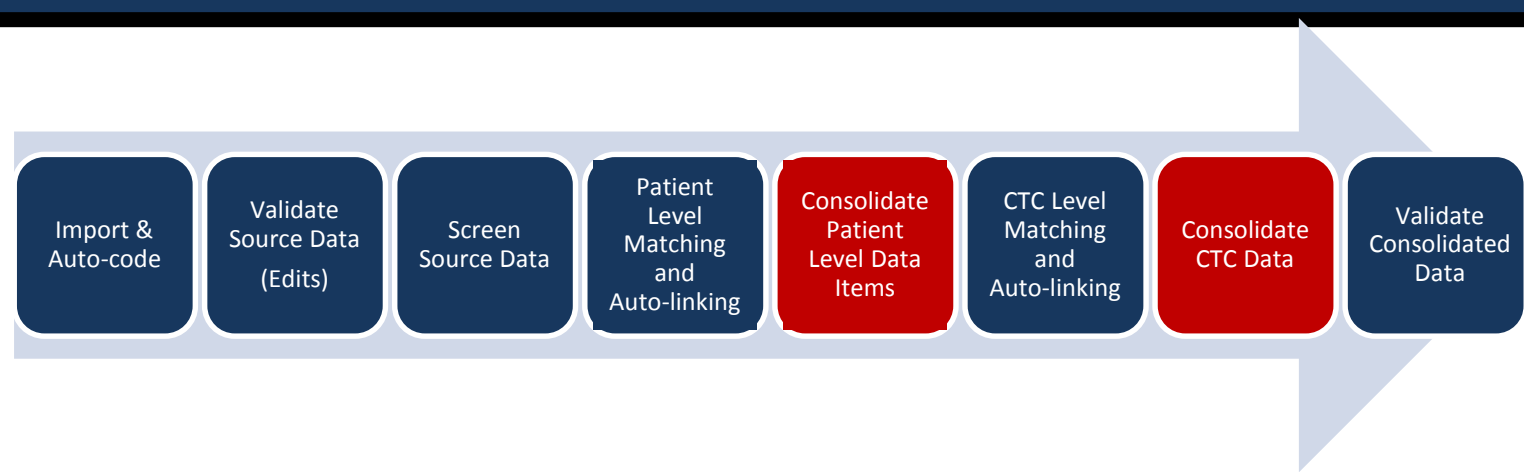 Import &
Auto-code
Validate
Source Data
(Edits)
Screen
Source Data
Patient
Level
Matching
and
Auto-linking
Consolidate
Patient
Level Data
Items
CTC Level
Matching
and
Auto-linking
Consolidate
CTC Data
Validate
Consolidated
Data